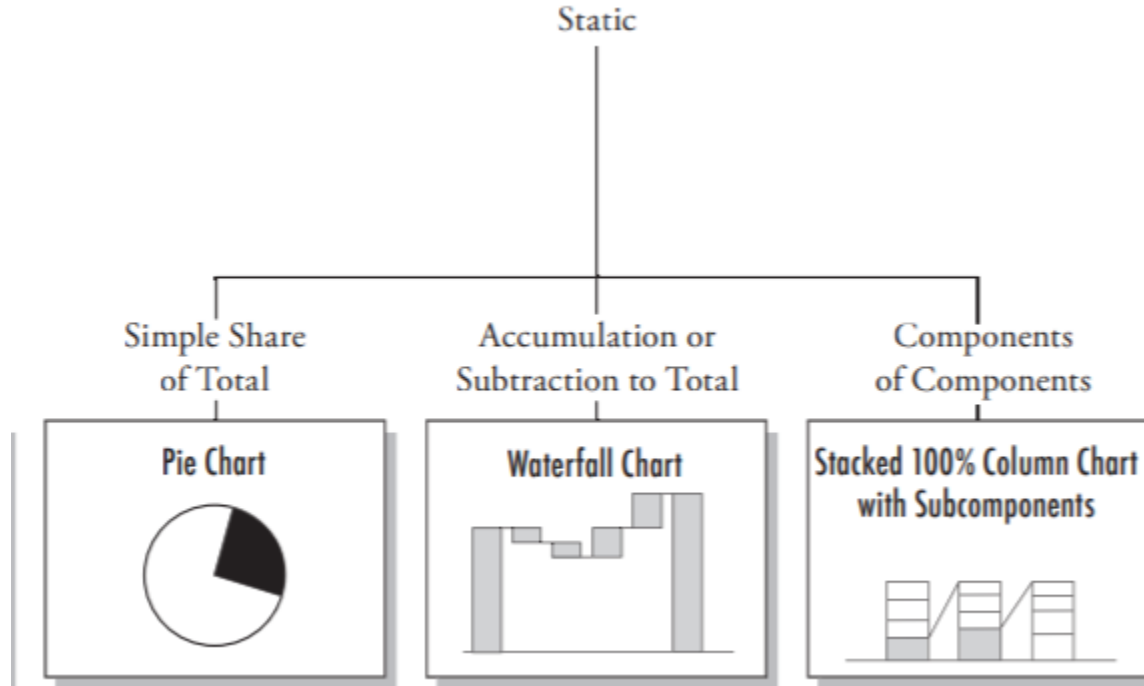 Static
Simple Share
of Total
Accumulation or
Subtraction to Total
Components
of Components
Pie Chart
Waterfall Chart
Stacked 100% Column Chart
with Subcomponents